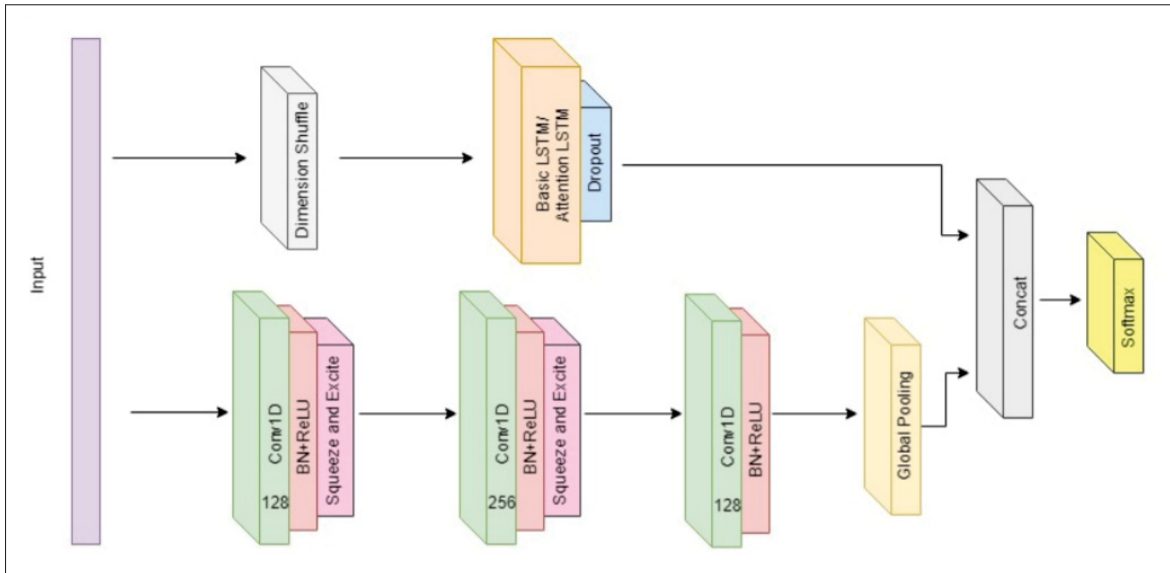 Input
Dimension Shuffle
Basic LSTM/
Attention LSTM
Dropout
Conv1D
128
BN+ReLU
Squeeze and Excite
Conv1D
256
BN+ReLU
Squeeze and Excite
Conv1D
128
BN+ReLU
Global Pooling
Concat
Softmax